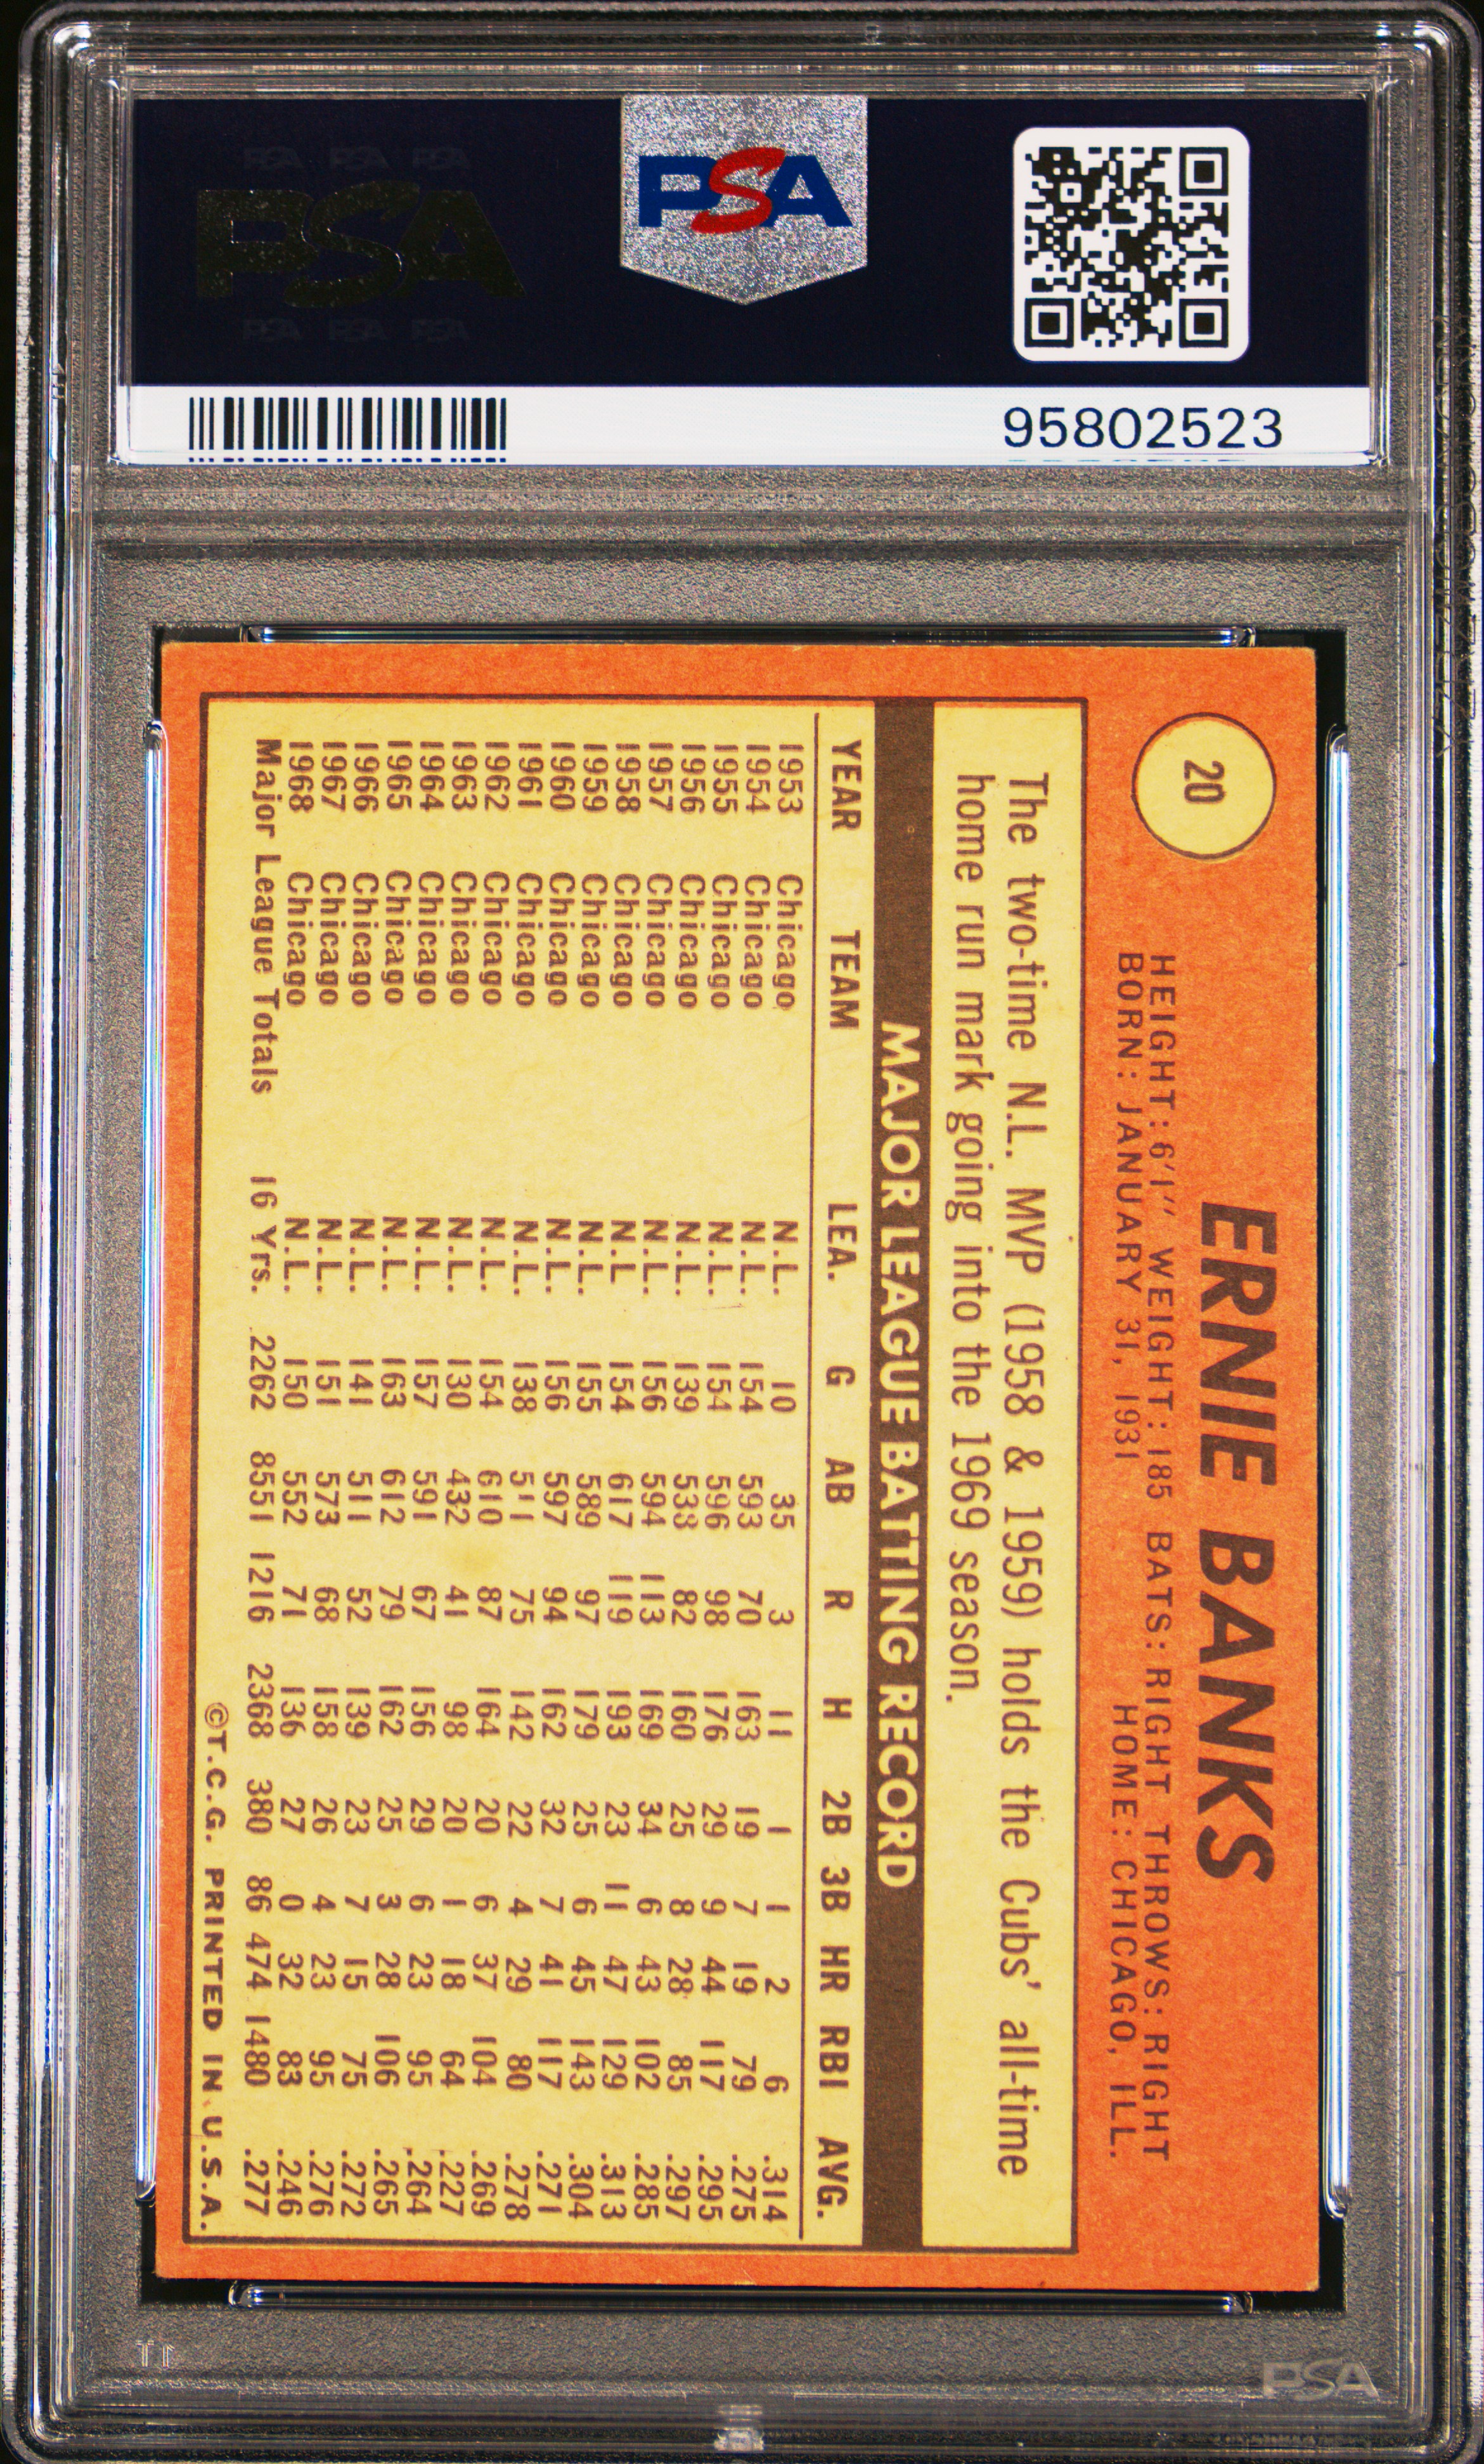 PSA PSA PSA
PSA
PSA PSA PSA
PSA
95802523
20
ERNIE BANKS
HEIGHT: 6'1" WEIGHT: 185 BATS: RIGHT THROWS: RIGHT
BORN: JANUARY 31, 1931 HOME: CHICAGO, ILL.
The two-time N.L. MVP (1958 & 1959) holds the Cubs' all-time
home run mark going into the 1969 season.
MAJOR LEAGUE BATTING RECORD
YEAR TEAM LEA. G AB R H 2B 3B HR RBI AVG.
1953 Chicago N.L. 10 35 3 11 1 1 2 6 .314
1954 Chicago N.L. 154 593 70 163 19 7 19 79 .275
1955 Chicago N.L. 154 596 98 176 29 9 44 117 .295
1956 Chicago N.L. 139 538 82 160 25 8 28 85 .297
1957 Chicago N.L. 156 594 113 169 34 6 43 102 .285
1958 Chicago N.L 154 617 119 193 23 11 47 129 .313
1959 Chicago N.L. 155 589 97 179 25 6 45 143 .304
1960 Chicago N.L. 156 597 94 162 32 7 41 117 .271
1961 Chicago N.L. 138 511 75 142 22 4 29 80 .278
1962 Chicago N.L. 154 610 87 164 20 6 37 104 .269
1963 Chicago N.L. 130 432 41 98 20 1 18 64 .227
1964 Chicago N.L. 157 591 67 156 29 6 23 95 .264
1965 Chicago N.L. 163 612 79 162 25 3 28 106 .265
1966 Chicago N.L. 141 511 52 139 23 7 15 75 .272
1967 Chicago N.L. 151 573 68 158 26 4 23 95 .276
1968 Chicago N.L. 150 552 71 136 27 0 32 83 .246
Major League Totals 16 Yrs. 2262 8551 1216 2368 380 86 474 1480 .277
©T.C.G. PRINTED IN U.S.A.
PSA